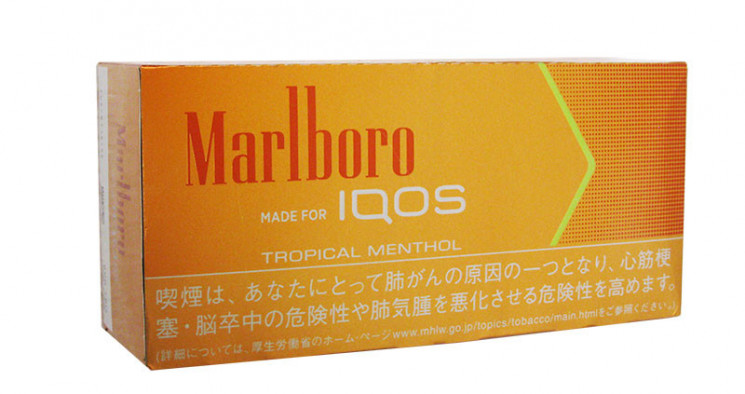 Marlboro
MADE FOR IQOS
TROPICAL MENTHOL
喫煙は、あなたにとって肺がんの原因の一つとなり、心筋梗
塞・脳卒中の危険性や肺気腫を悪化させる危険性を高めます。
(詳細については、厚生労働省のホーム・ページwww.mhlw.go.jp/topics/tobacco/main.htmlをご参照ください。)
Marlboro